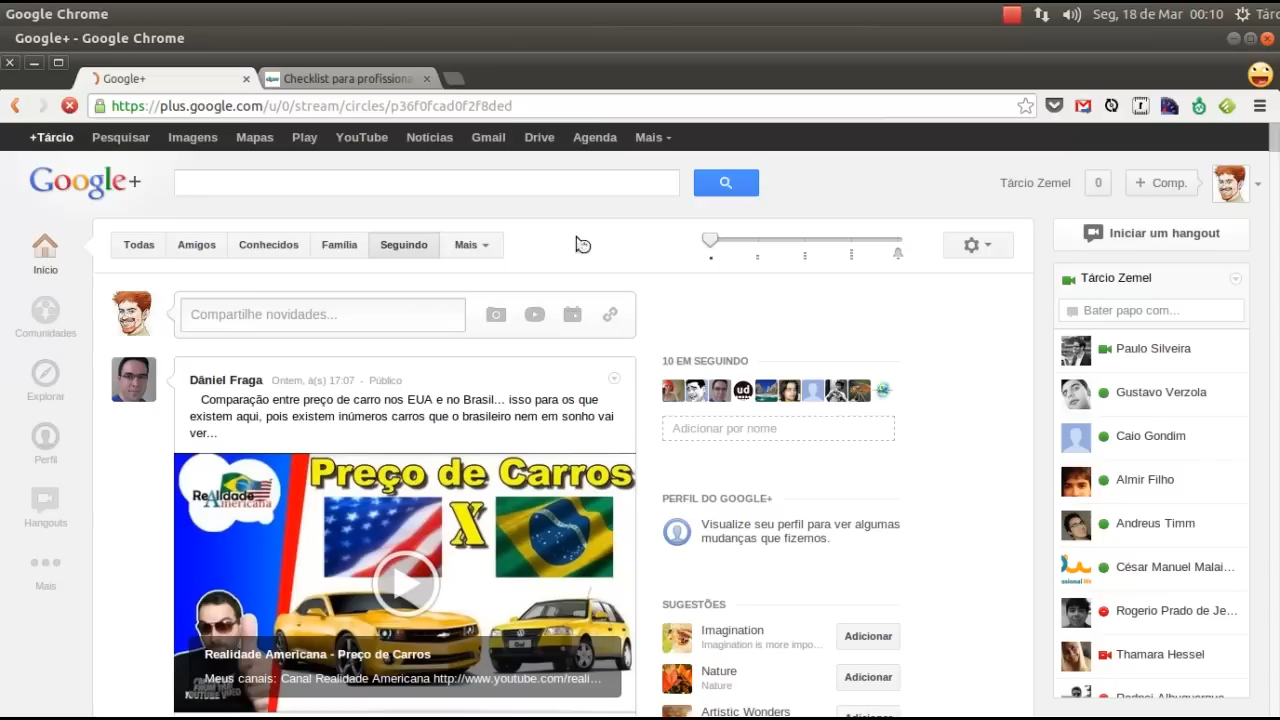 Google Chrome
Seg, 18 de Mar 00:10
Tárc
Google+ - Google Chrome
Google+
Checklist para profissiona
https://plus.google.com/u/0/stream/circles/p36f0fcad0f2f8ded
+Tárcio Pesquisar Imagens Mapas Play YouTube Notícias Gmail Drive Agenda Mais
Google+
Tárcio Zemel 0 + Comp.
Todas Amigos Conhecidos Família Seguindo Mais
Iniciar um hangout
Início
Comunidades
Explorar
Perfil
Hangouts
Mais
Compartilhe novidades...
Dâniel Fraga Ontem, à(s) 17:07 - Público
Comparação entre preço de carro nos EUA e no Brasil... isso para os que
existem aqui, pois existem inúmeros carros que o brasileiro nem em sonho vai
ver...
Realidade
Americana
Preço de Carros
X
Realidade Americana - Preço de Carros
Meus canais: Canal Realidade Americana http://www.youtube.com/reali...
10 EM SEGUINDO
ud
Adicionar por nome
PERFIL DO GOOGLE+
Visualize seu perfil para ver algumas
mudanças que fizemos.
SUGESTÕES
Imagination
Imagination is more impo...
Adicionar
Nature
Nature
Adicionar
Artistic Wonders
Adicionar
Tárcio Zemel
Bater papo com...
Paulo Silveira
Gustavo Verzola
Caio Gondim
Almir Filho
Andreus Timm
César Manuel Malai...
Rogerio Prado de Je...
Thamara Hessel